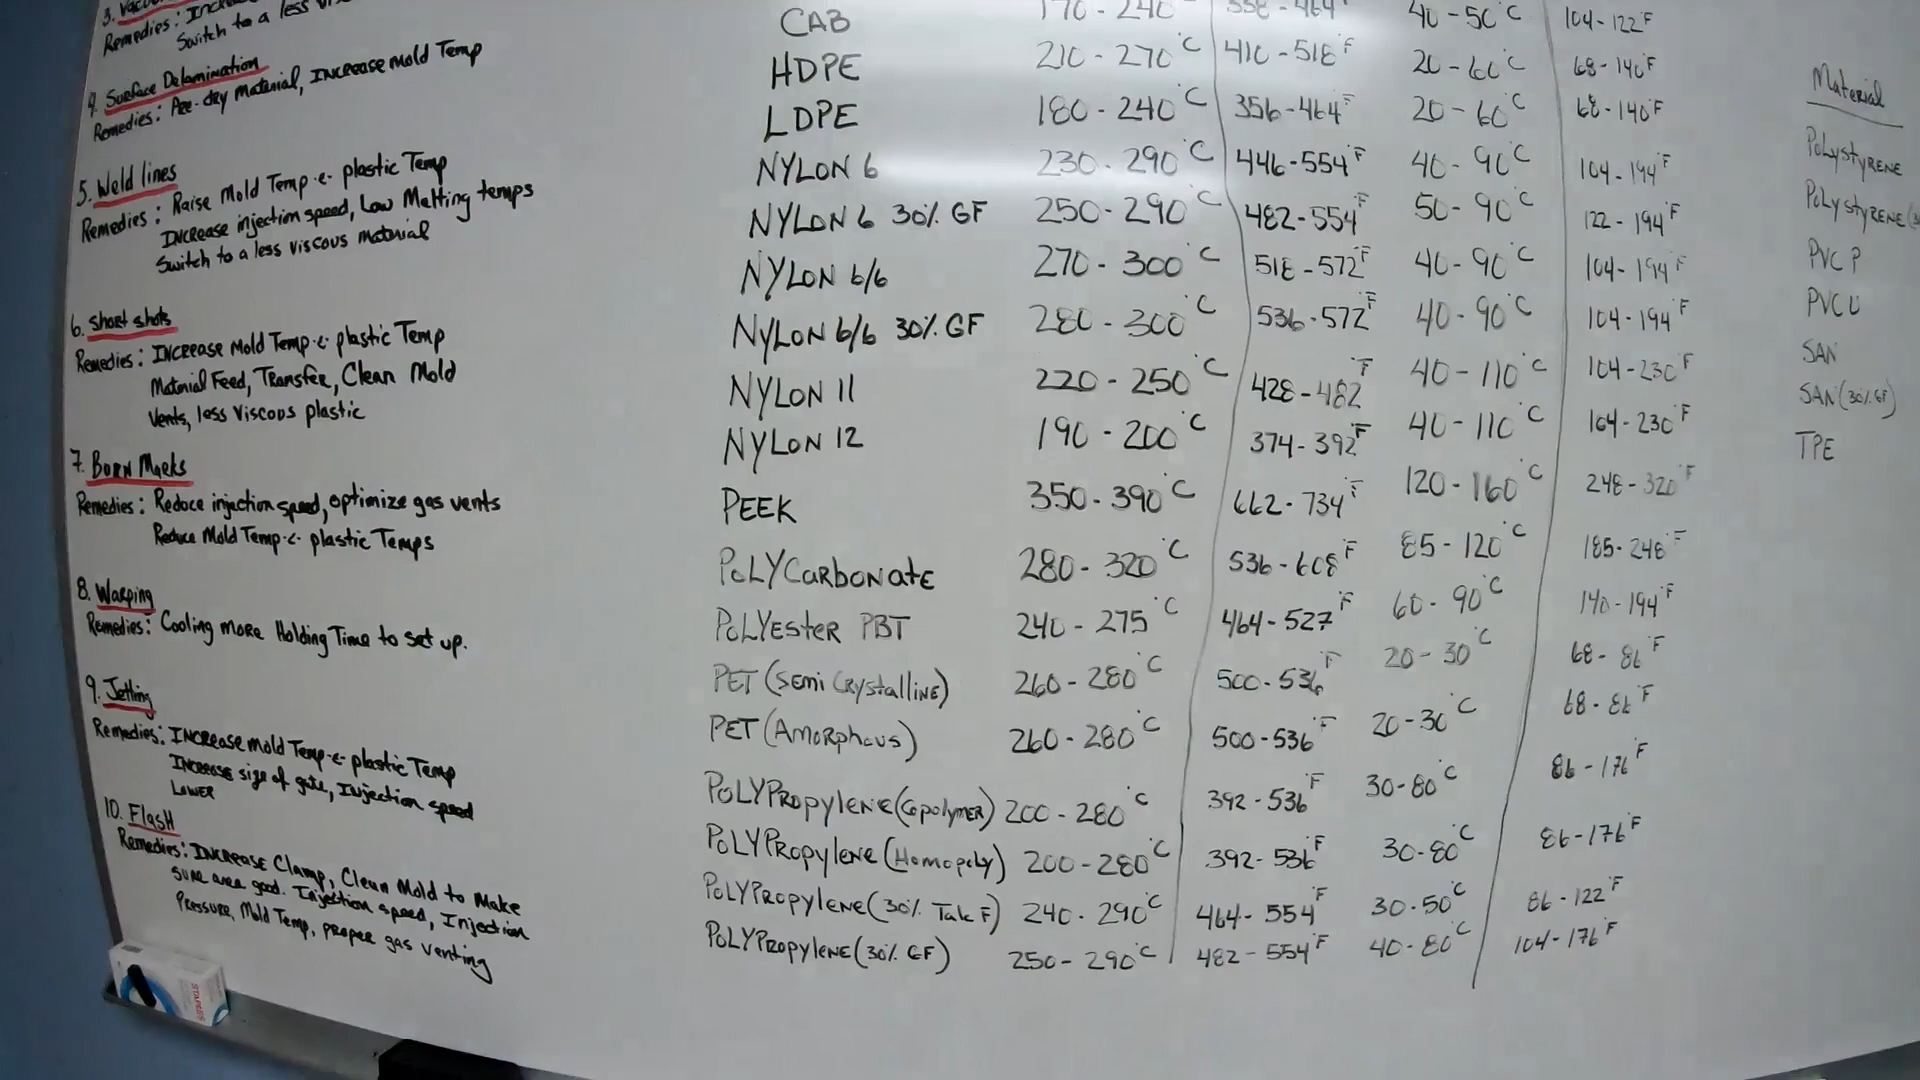 3. Vacu
Remedies: Incre
Switch to a less vis
4. Surface Delamination
Remedies: Pre-dry Material, INCREASE Mold Temp
5. Weld lines
Remedies: Raise Mold Temp & plastic Temp
INCREASE injection speed, Low Melting temps
Switch to a less viscous material
6. Short shots
Remedies: INCREASE Mold Temp & plastic Temp
Material Feed, Transfer, Clean Mold
Vents, less Viscous plastic
7. Born Marks
Remedies: Reduce injection speed, optimize gas vents
Reduce Mold Temp & plastic Temps
8. Warping
Remedies: Cooling more Holding Time to set up.
9. Jetting
Remedies: INCREASE mold Temp & plastic Temp
INCREASE size of gate, Injection speed
LOWER
10. Flash
Remedies: INCREASE Clamp, Clean Mold to Make
sure area good. Injection speed, Injection
Pressure, Mold Temp, proper gas venting
CAB 170 - 240 338 - 464°F 40 - 50°C 104 - 122°F
HDPE 210 - 270°C 410 - 518°F 20 - 60°C 68 - 140°F
LDPE 180 - 240°C 356 - 464°F 20 - 60°C 68 - 140°F
NYLON 6 230 - 290°C 446 - 554°F 40 - 90°C 104 - 194°F
NYLON 6 30% GF 250 - 290°C 482 - 554°F 50 - 90°C 122 - 194°F
NYLON 6/6 270 - 300°C 518 - 572°F 40 - 90°C 104 - 194°F
NYLON 6/6 30% GF 280 - 300°C 536 - 572°F 40 - 90°C 104 - 194°F
NYLON 11 220 - 250°C 428 - 482°F 40 - 110°C 104 - 230°F
NYLON 12 190 - 200°C 374 - 392°F 40 - 110°C 104 - 230°F
PEEK 350 - 390°C 662 - 734°F 120 - 160°C 248 - 320°F
POLYCarbonate 280 - 320°C 536 - 608°F 85 - 120°C 185 - 248°F
POLYEster PBT 240 - 275°C 464 - 527°F 60 - 90°C 140 - 194°F
PET (Semi Crystalline) 260 - 280°C 500 - 536°F 20 - 30°C 68 - 86°F
PET (Amorphous) 260 - 280°C 500 - 536°F 20 - 30°C 68 - 86°F
POLYPropylene (Copolymer) 200 - 280°C 392 - 536°F 30 - 80°C 86 - 176°F
POLYPropylene (Homopoly) 200 - 280°C 392 - 536°F 30 - 80°C 86 - 176°F
POLYPropylene (30% Talc F) 240 - 290°C 464 - 554°F 30 - 50°C 86 - 122°F
POLYPropylene (30% GF) 250 - 290°C 482 - 554°F 40 - 80°C 104 - 176°F
Material
Polystyrene
Polystyrene (
PVC P
PVC U
SAN
SAN (30% GF)
TPE
STAPLES